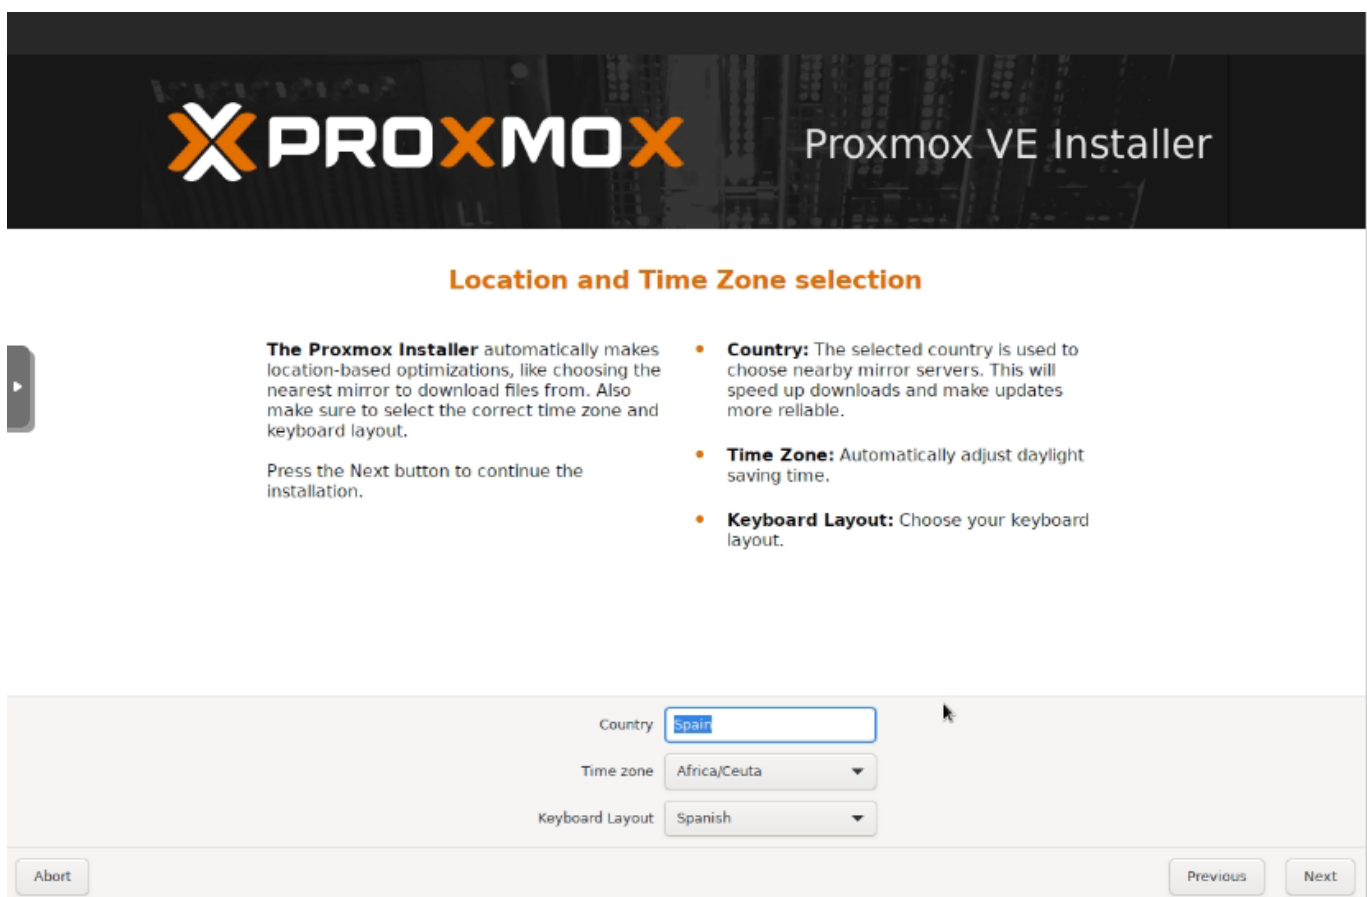 PROXMOX
Proxmox VE Installer
Location and Time Zone selection
The Proxmox Installer automatically makes
location-based optimizations, like choosing the
nearest mirror to download files from. Also
make sure to select the correct time zone and
keyboard layout.
Press the Next button to continue the
installation.
• Country: The selected country is used to
choose nearby mirror servers. This will
speed up downloads and make updates
more reliable.
• Time Zone: Automatically adjust daylight
saving time.
• Keyboard Layout: Choose your keyboard
layout.
Country Spain
Time zone Africa/Ceuta
Keyboard Layout Spanish
Abort Previous Next